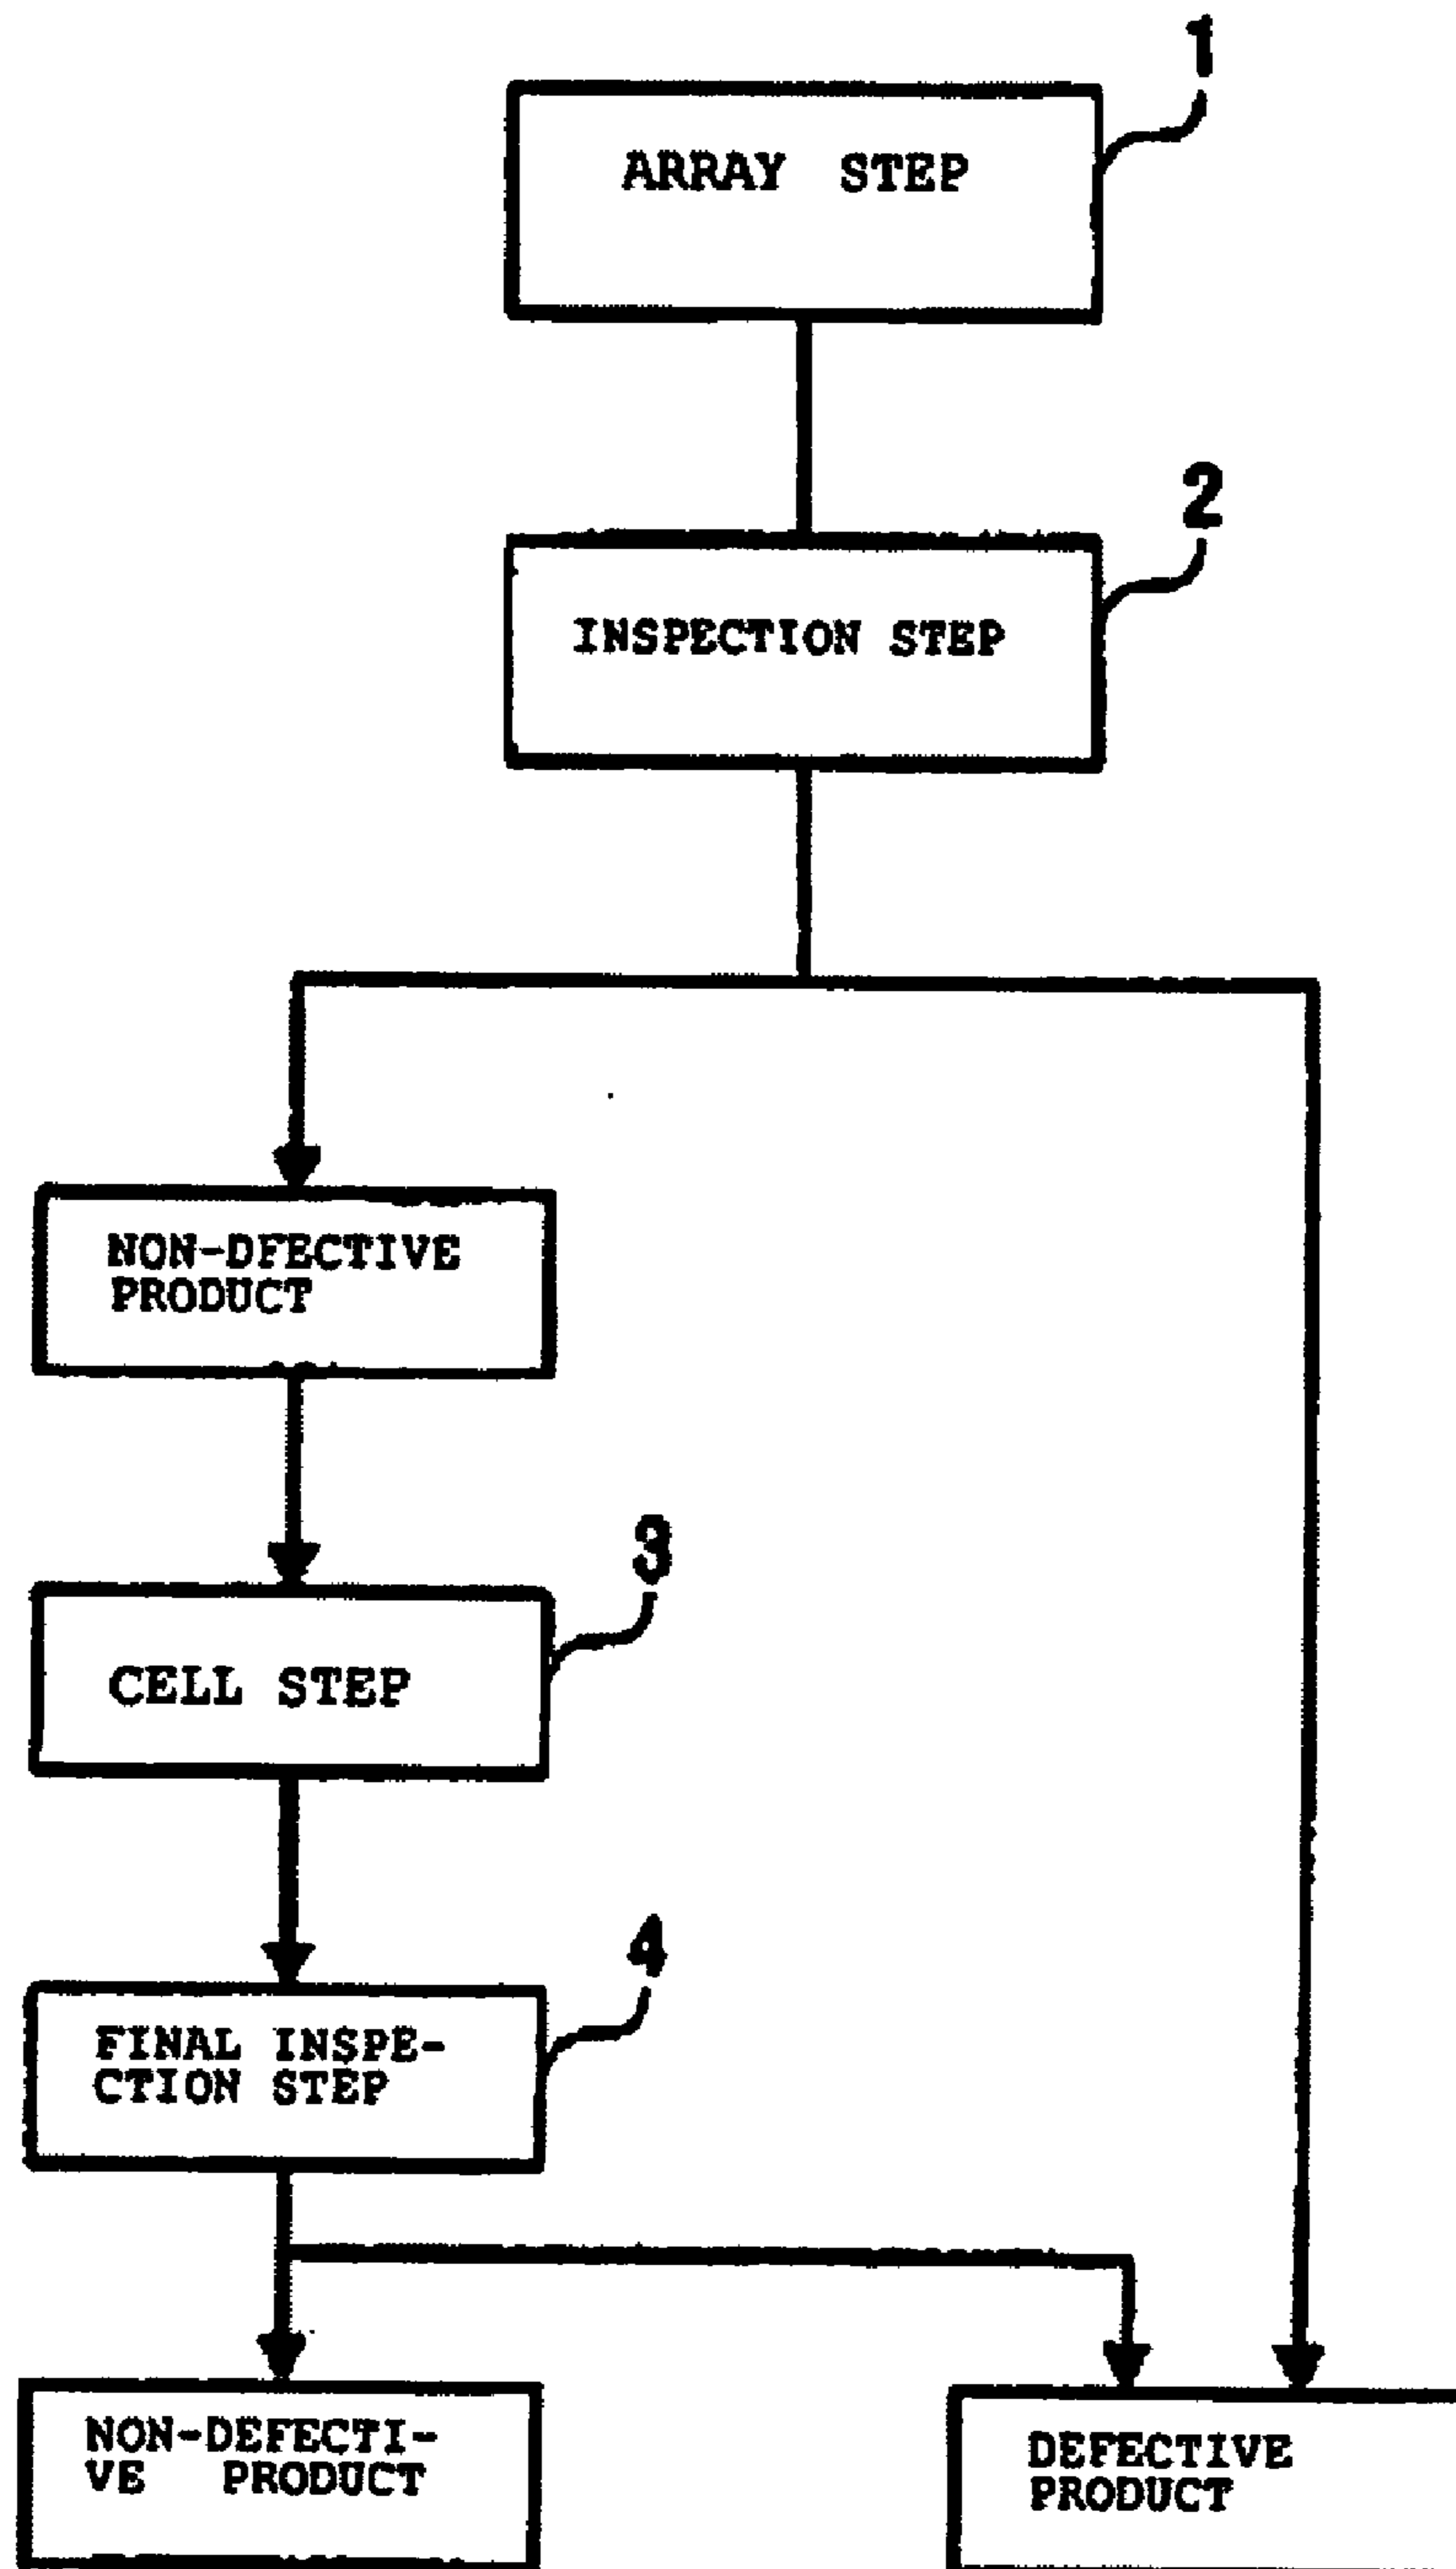 1
ARRAY STEP
2
INSPECTION STEP
NON-DFECTIVE
PRODUCT
3
CELL STEP
4
FINAL INSPE-
CTION STEP
NON-DEFECTI-
VE PRODUCT
DEFECTIVE
PRODUCT